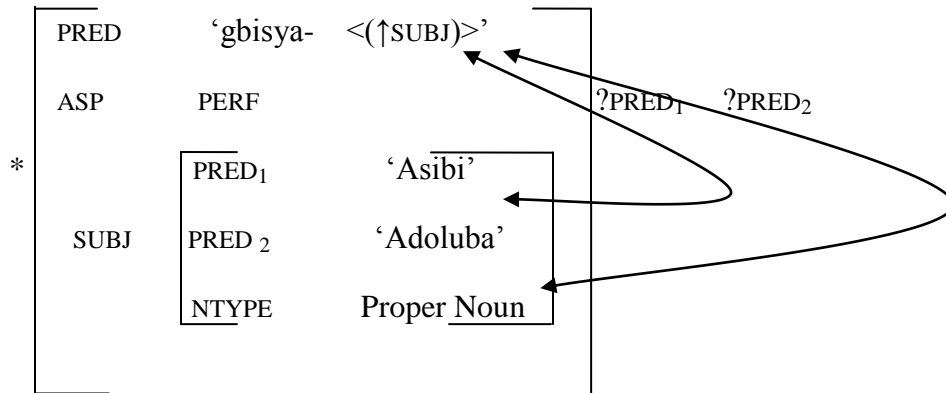 PRED ‘gbisya- <(↑SUBJ)>’
ASP PERF ?PRED₁ ?PRED₂
* PRED₁ ‘Asibi’
SUBJ PRED ₂ ‘Adoluba’
NTYPE Proper Noun